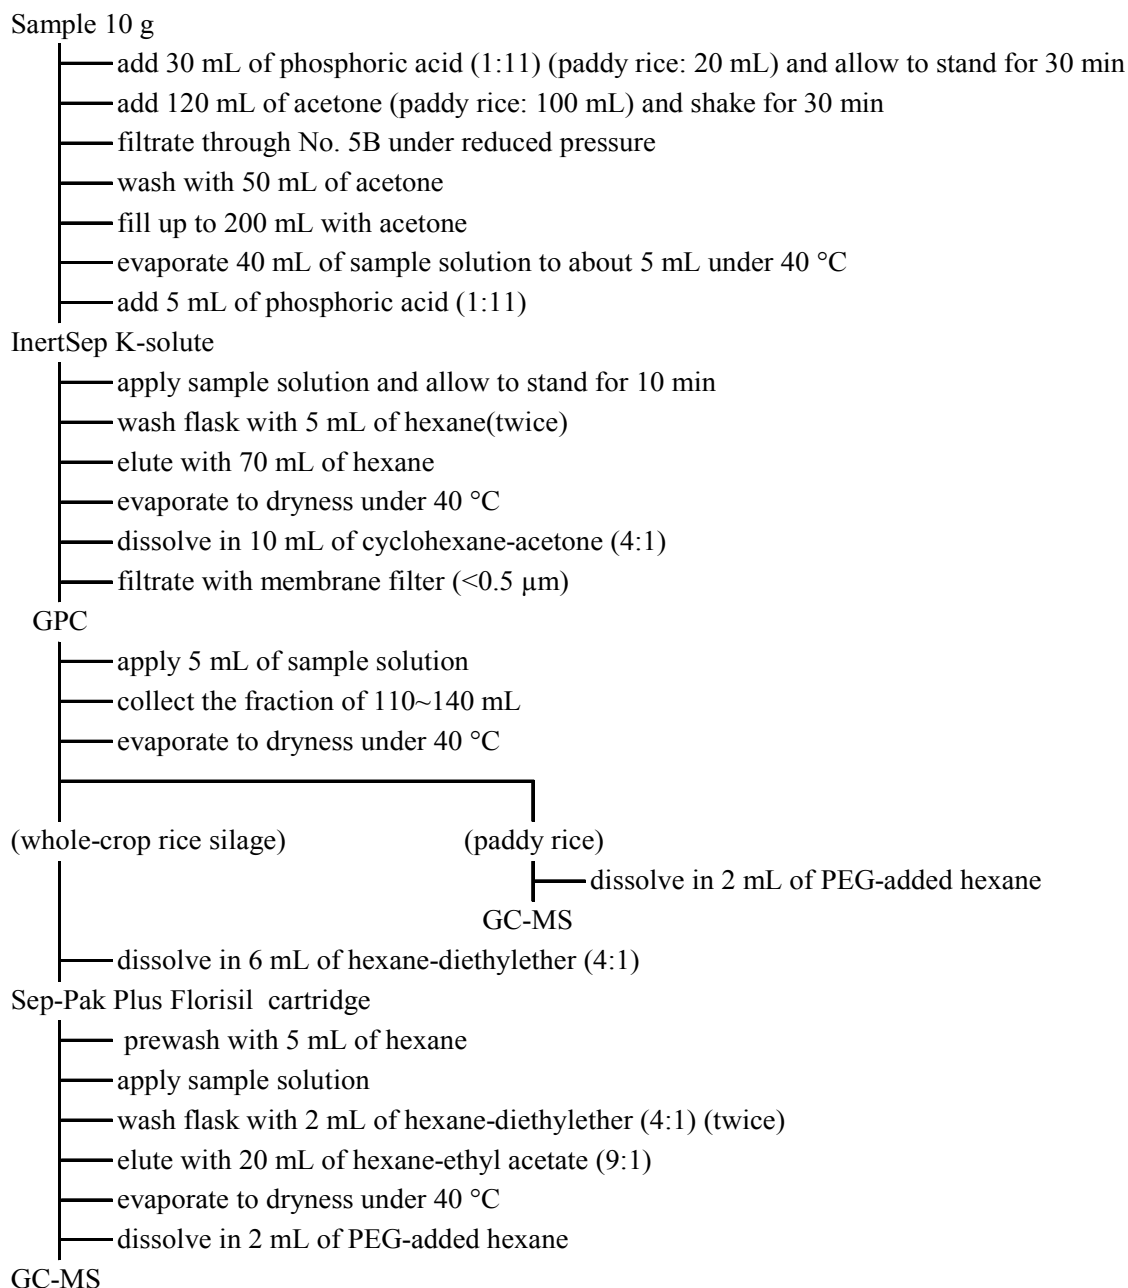 Sample 10 g
add 30 mL of phosphoric acid (1:11) (paddy rice: 20 mL) and allow to stand for 30 min
add 120 mL of acetone (paddy rice: 100 mL) and shake for 30 min
filtrate through No. 5B under reduced pressure
wash with 50 mL of acetone
fill up to 200 mL with acetone
evaporate 40 mL of sample solution to about 5 mL under 40 °C
add 5 mL of phosphoric acid (1:11)
InertSep K-solute
apply sample solution and allow to stand for 10 min
wash flask with 5 mL of hexane(twice)
elute with 70 mL of hexane
evaporate to dryness under 40 °C
dissolve in 10 mL of cyclohexane-acetone (4:1)
filtrate with membrane filter (<0.5 µm)
GPC
apply 5 mL of sample solution
collect the fraction of 110~140 mL
evaporate to dryness under 40 °C
(whole-crop rice silage) (paddy rice)
dissolve in 2 mL of PEG-added hexane
GC-MS
dissolve in 6 mL of hexane-diethylether (4:1)
Sep-Pak Plus Florisil cartridge
prewash with 5 mL of hexane
apply sample solution
wash flask with 2 mL of hexane-diethylether (4:1) (twice)
elute with 20 mL of hexane-ethyl acetate (9:1)
evaporate to dryness under 40 °C
dissolve in 2 mL of PEG-added hexane
GC-MS